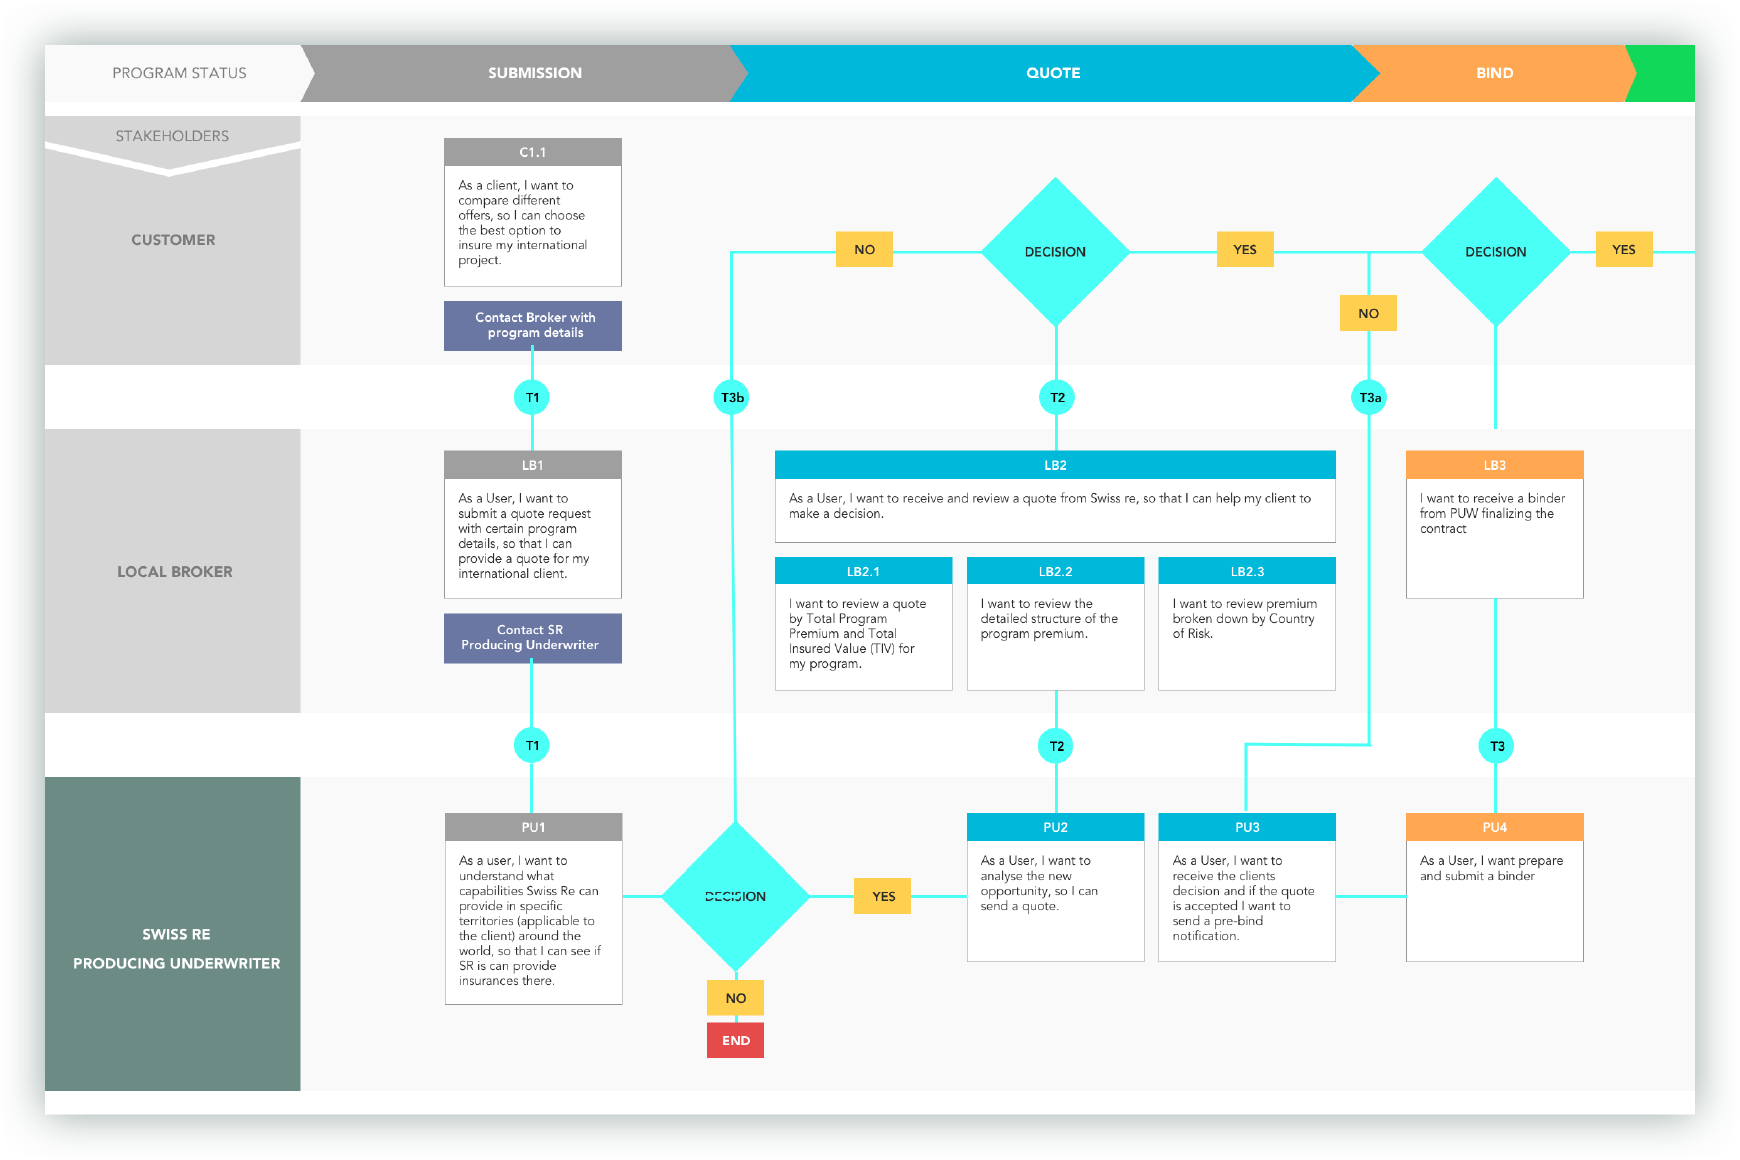 PROGRAM STATUS
SUBMISSION
QUOTE
BIND
STAKEHOLDERS
CUSTOMER
C1.1
As a client, I want to
compare different
offers, so I can choose
the best option to
insure my international
project.
Contact Broker with
program details
NO
DECISION
YES
NO
DECISION
YES
T1
T3b
T2
T3a
LOCAL BROKER
LB1
As a User, I want to
submit a quote request
with certain program
details, so that I can
provide a quote for my
international client.
Contact SR
Producing Underwriter
LB2
As a User, I want to receive and review a quote from Swiss re, so that I can help my client to
make a decision.
LB2.1
I want to review a quote
by Total Program
Premium and Total
Insured Value (TIV) for
my program.
LB2.2
I want to review the
detailed structure of the
program premium.
LB2.3
I want to review premium
broken down by Country
of Risk.
LB3
I want to receive a binder
from PUW finalizing the
contract
T1
T2
T3
SWISS RE
PRODUCING UNDERWRITER
PU1
As a user, I want to
understand what
capabilities Swiss Re can
provide in specific
territories (applicable to
the client) around the
world, so that I can see if
SR is can provide
insurances there.
DECISION
YES
NO
END
PU2
As a User, I want to
analyse the new
opportunity, so I can
send a quote.
PU3
As a User, I want to
receive the clients
decision and if the quote
is accepted I want to
send a pre-bind
notification.
PU4
As a User, I want prepare
and submit a binder